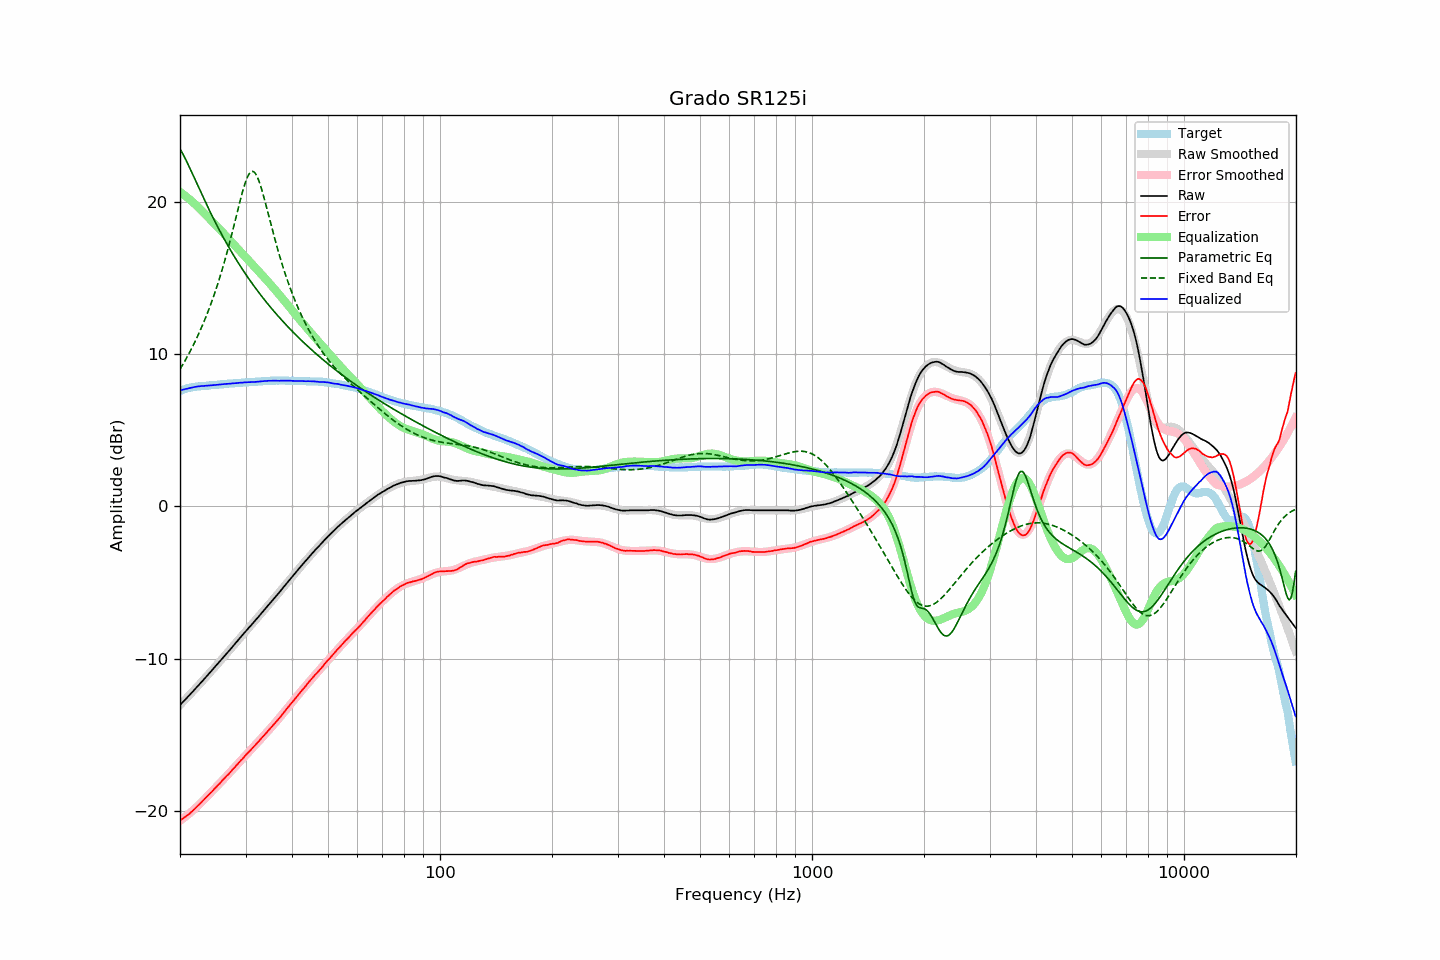 Grado SR125i
Target
Raw Smoothed
Error Smoothed
Raw
Error
Equalization
Parametric Eq
Fixed Band Eq
Equalized
Amplitude (dBr)
20
10
0
−10
−20
100
1000
10000
Frequency (Hz)